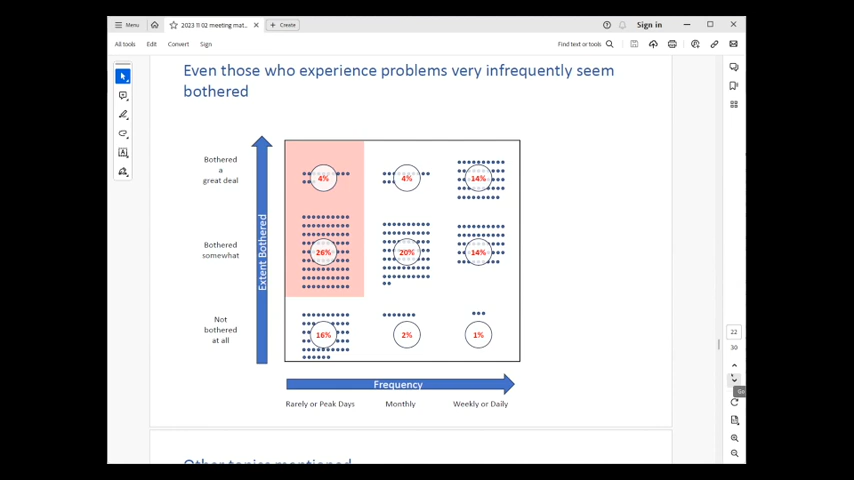 Menu
2023 11 02 meeting mat...
Create
Sign in
All tools
Edit
Convert
Sign
Find text or tools
Even those who experience problems very infrequently seem
bothered
Bothered
a
great deal
4%
4%
14%
Extent Bothered
Bothered
somewhat
26%
20%
14%
Not
bothered
at all
16%
2%
1%
Frequency
Rarely or Peak Days
Monthly
Weekly or Daily
22
30